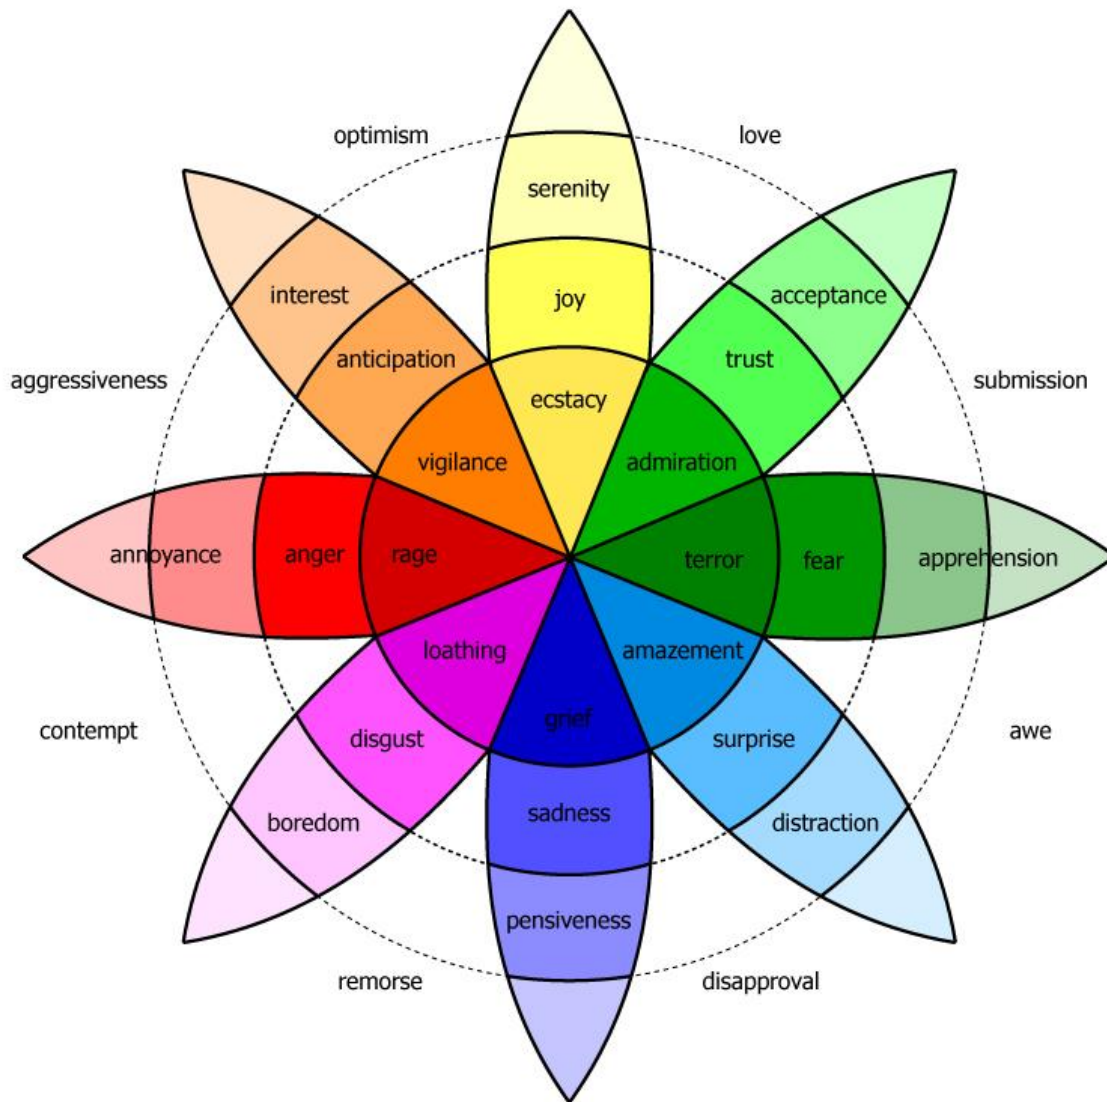 optimism
love
serenity
interest
joy
acceptance
anticipation
trust
aggressiveness
submission
ecstacy
vigilance
admiration
annoyance
anger
rage
terror
fear
apprehension
loathing
amazement
contempt
disgust
grief
surprise
awe
boredom
sadness
distraction
pensiveness
remorse
disapproval